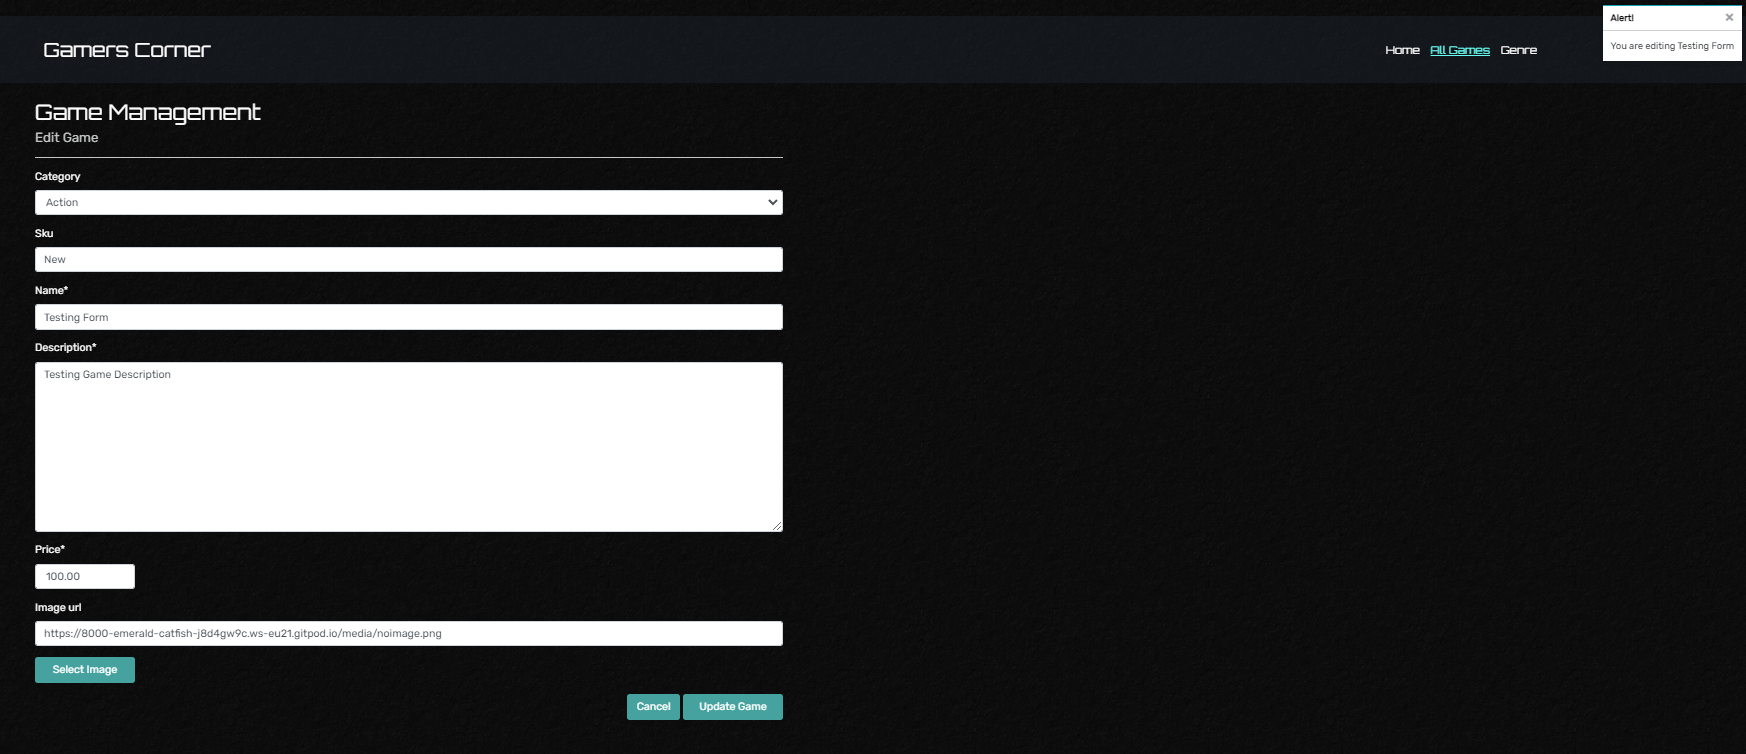 Gamers Corner
Home All Games Genre
Alert! ×
You are editing Testing Form
Game Management
Edit Game
Category
Action
Sku
New
Name*
Testing Form
Description*
Testing Game Description
Price*
100.00
Image url
https://8000-emerald-catfish-j8d4gw9c.ws-eu21.gitpod.io/media/noimage.png
Select Image
Cancel Update Game